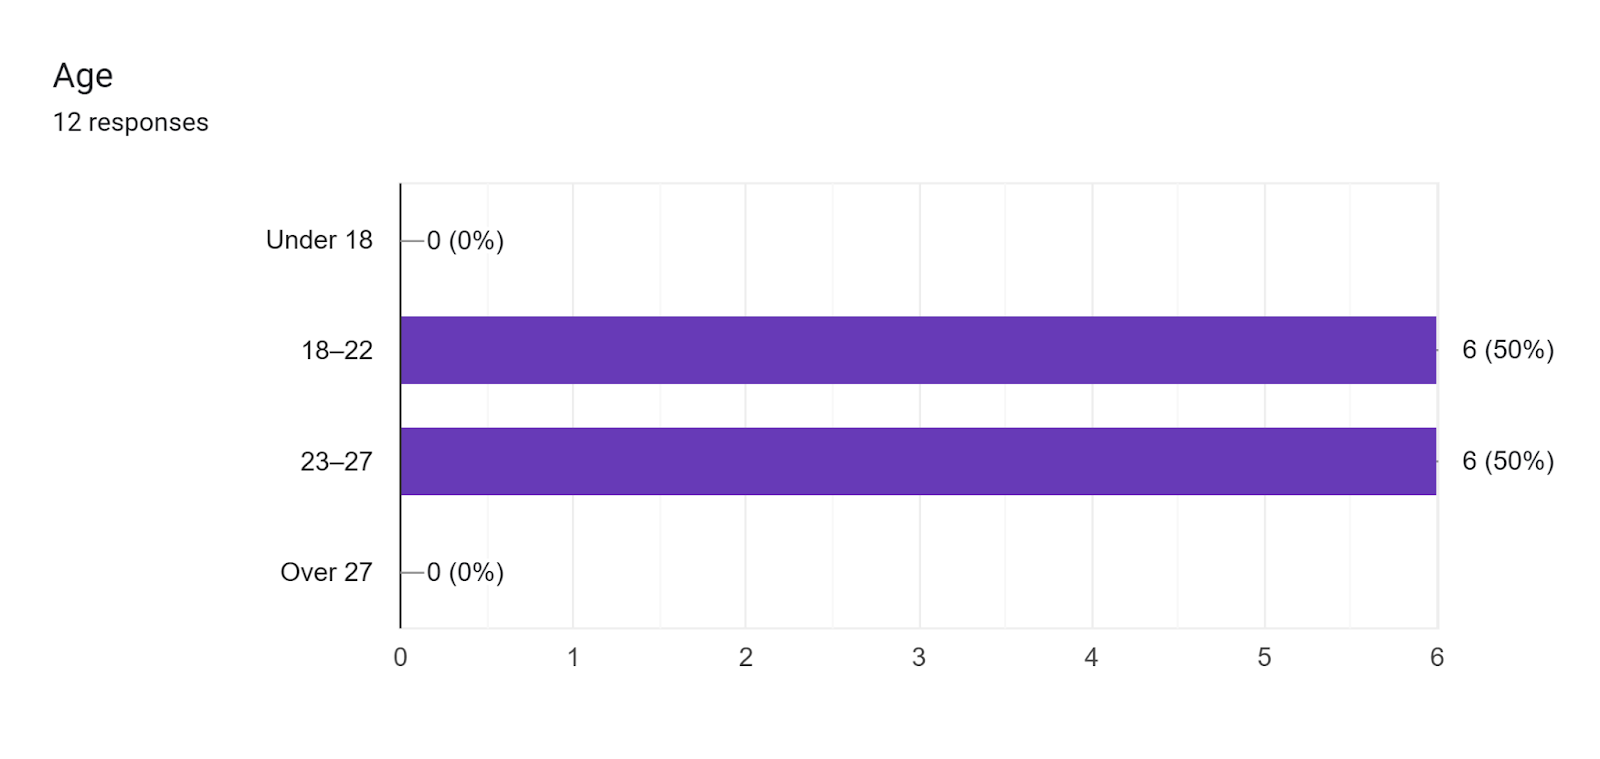 Age
12 responses
Under 18 0 (0%)
18–22 6 (50%)
23–27 6 (50%)
Over 27 0 (0%)
0 1 2 3 4 5 6